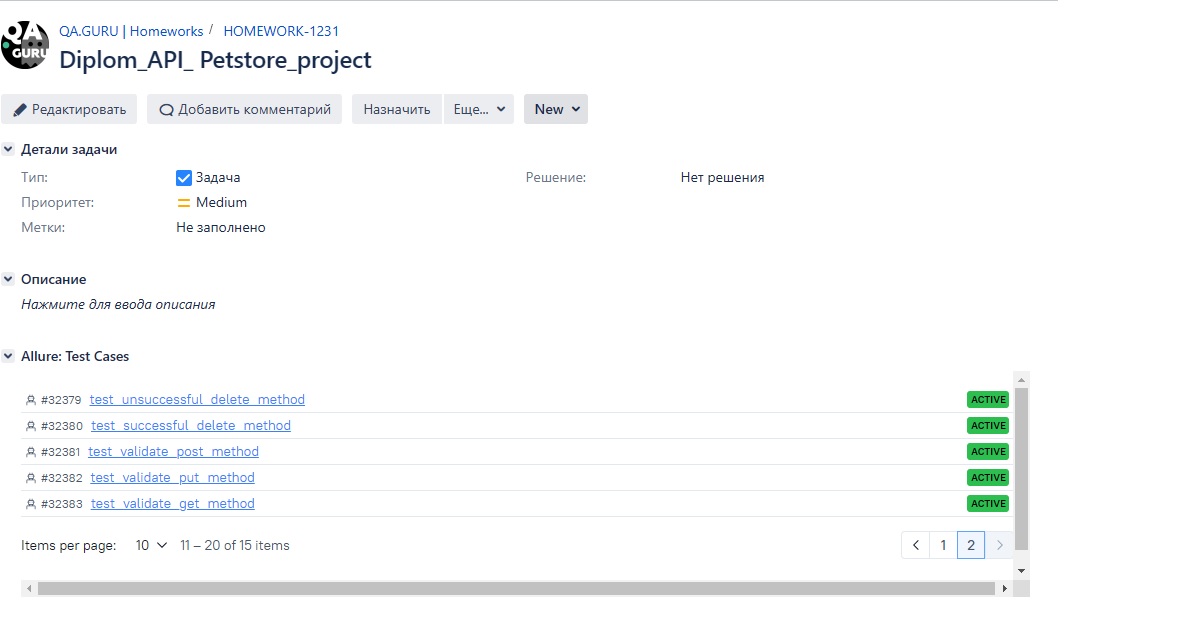 QA GURU
QA.GURU | Homeworks / HOMEWORK-1231
Diplom_API_ Petstore_project
Редактировать Добавить комментарий Назначить Еще... New
Детали задачи
Тип: Задача Решение: Нет решения
Приоритет: Medium
Метки: Не заполнено
Описание
Нажмите для ввода описания
Allure: Test Cases
#32379 test_unsuccessful_delete_method ACTIVE
#32380 test_successful_delete_method ACTIVE
#32381 test_validate_post_method ACTIVE
#32382 test_validate_put_method ACTIVE
#32383 test_validate_get_method ACTIVE
Items per page: 10 11 – 20 of 15 items 1 2